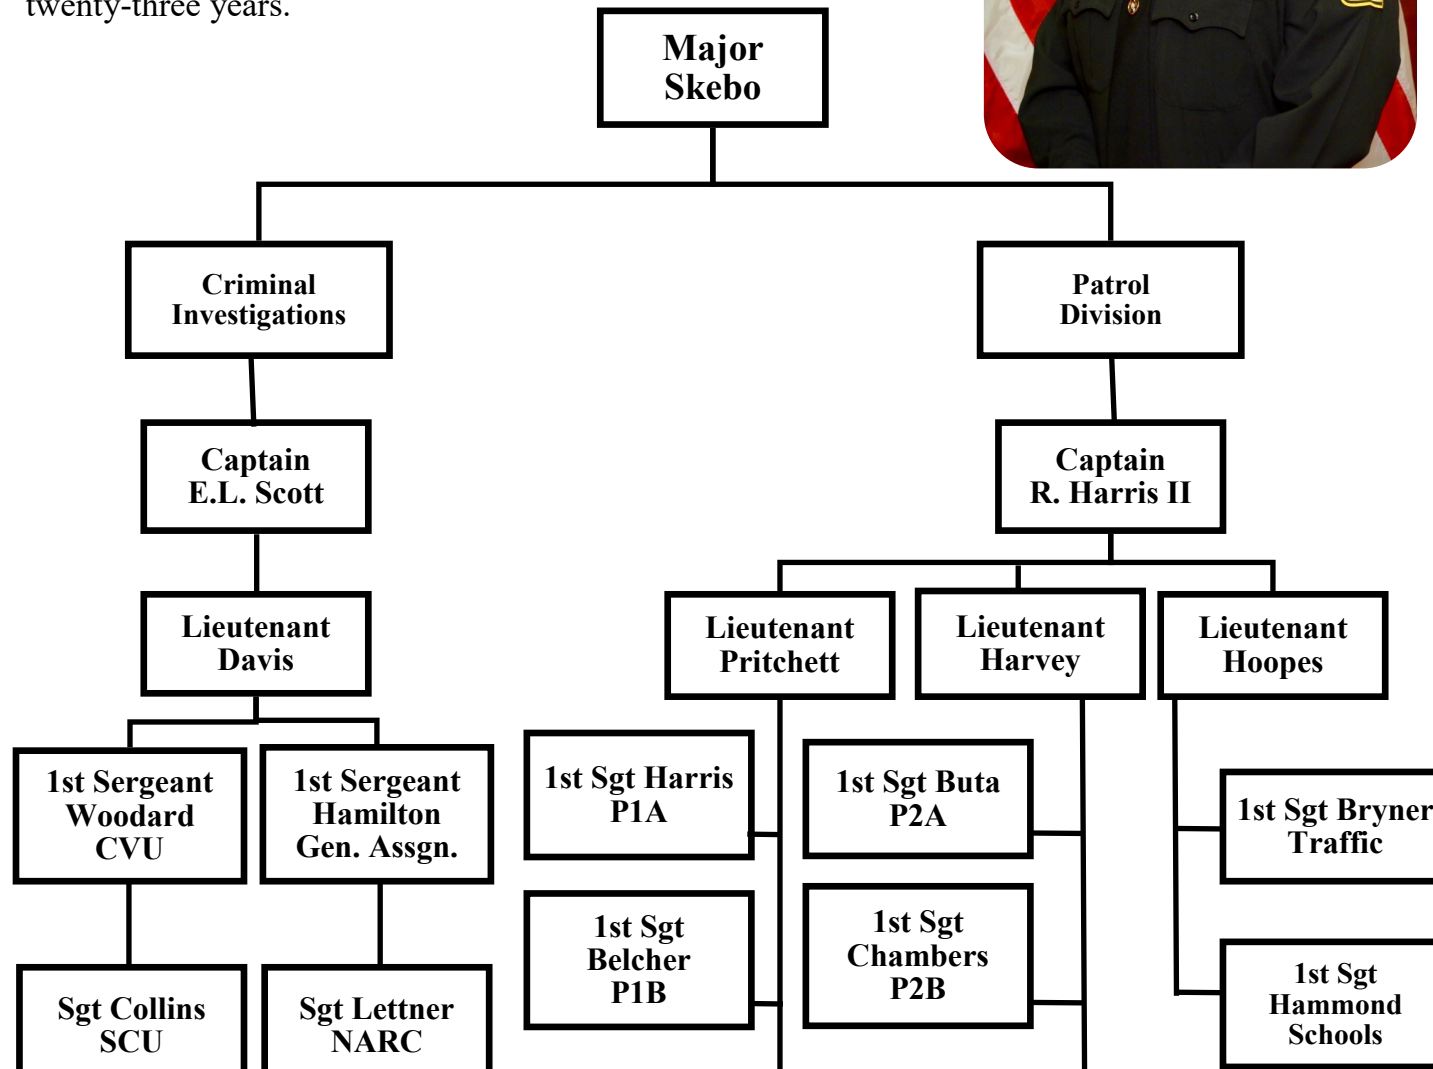 twenty-three years.
Major
Skebo
Criminal
Investigations
Patrol
Division
Captain
E.L. Scott
Captain
R. Harris II
Lieutenant
Davis
Lieutenant
Pritchett
Lieutenant
Harvey
Lieutenant
Hoopes
1st Sergeant
Woodard
CVU
1st Sergeant
Hamilton
Gen. Assgn.
1st Sgt Harris
P1A
1st Sgt Buta
P2A
1st Sgt Bryner
Traffic
1st Sgt
Belcher
P1B
1st Sgt
Chambers
P2B
1st Sgt
Hammond
Schools
Sgt Collins
SCU
Sgt Lettner
NARC